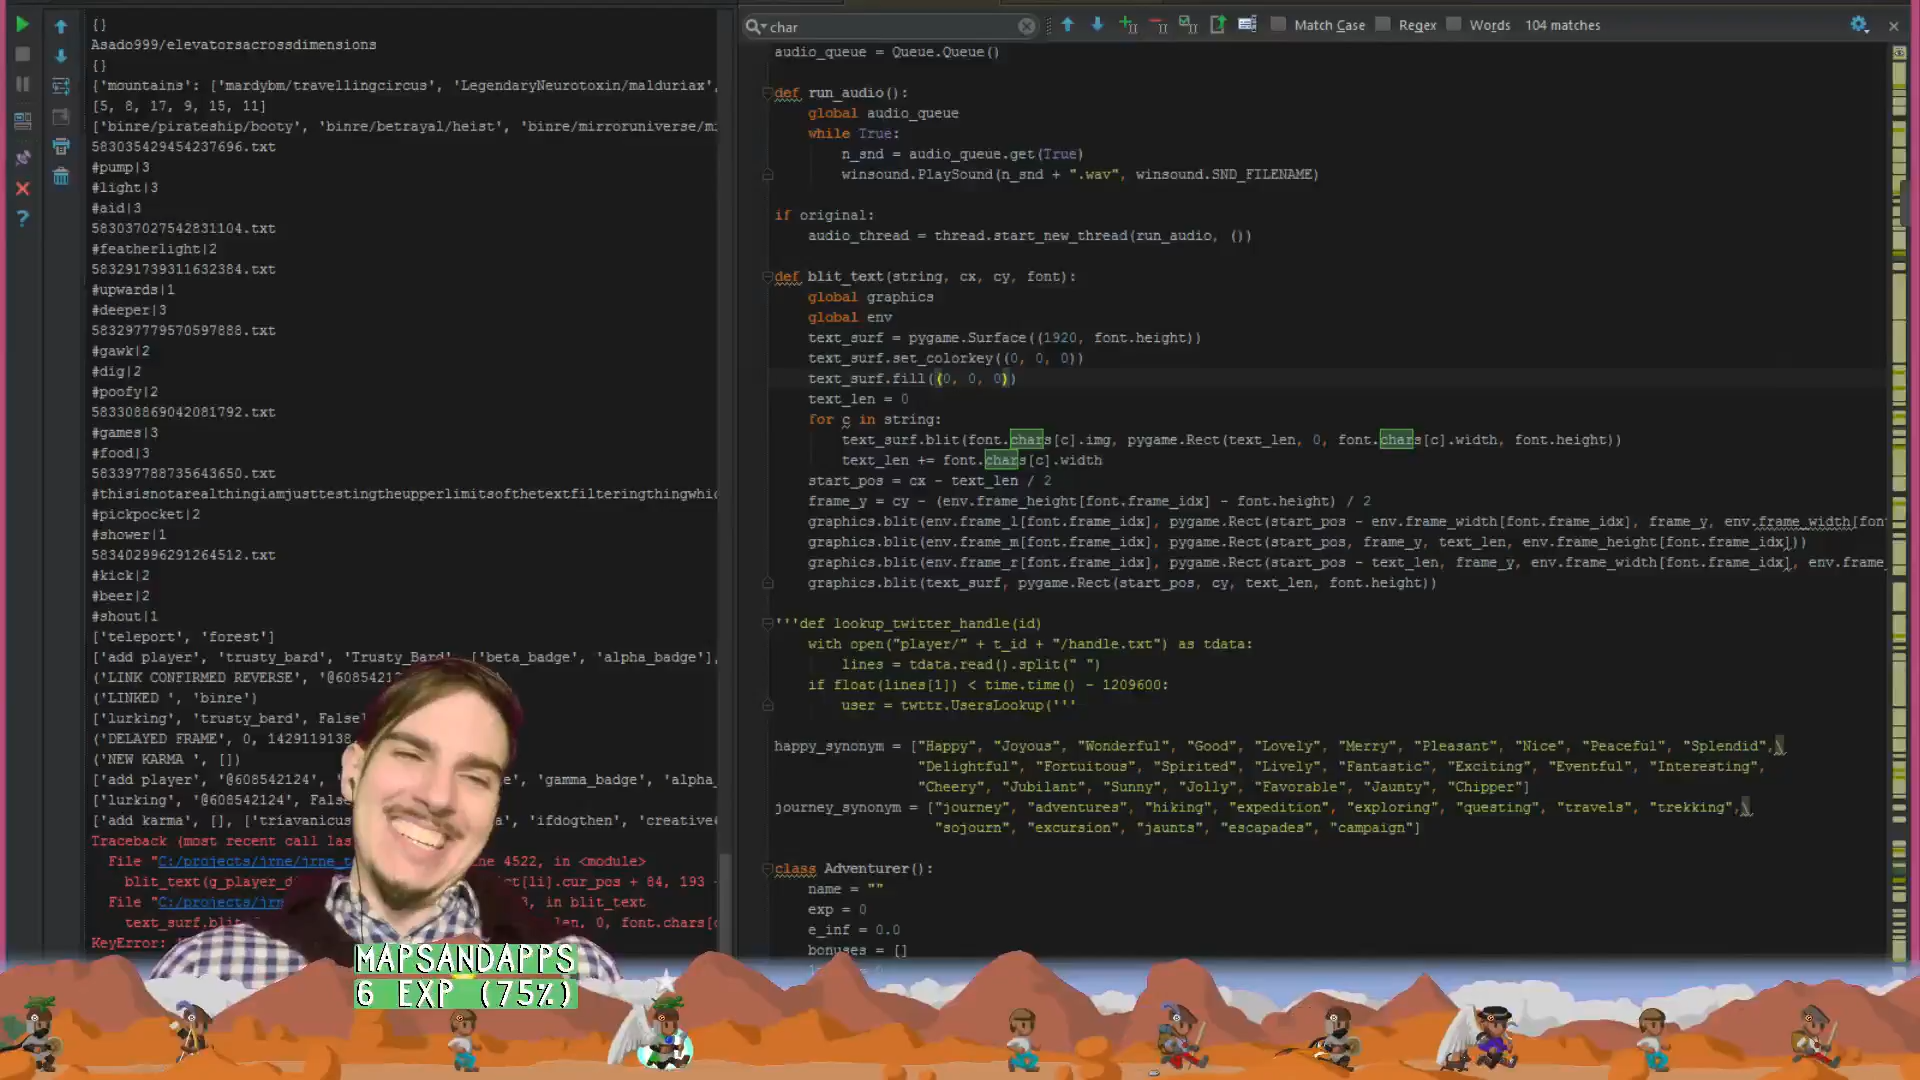 {}
Asado999/elevatorsacrossdimensions
{}
{'mountains': ['mardybm/travellingcircus', 'LegendaryNeurotoxin/malduriax',
[5, 8, 17, 9, 15, 11]
['binre/pirateship/booty', 'binre/betrayal/heist', 'binre/mirroruniverse/m
583035429454237696.txt
#pump|3
#light|3
#aid|3
583037027542831104.txt
#featherlight|2
583291739311632384.txt
#upwards|1
#deeper|3
583297779570597888.txt
#gawk|2
#dig|2
#poofy|2
583308869042081792.txt
#games|3
#food|3
583397788735643650.txt
#thisisnotarealthingiamjusttestingtheupperlimitsofthetextfilteringthingwhic
#pickpocket|2
#shower|1
583402996291264512.txt
#kick|2
#beer|2
#shout|1
['teleport', 'forest']
['add player', 'trusty_bard', 'Trusty_Bard', ['beta_badge', 'alpha_badge'],
('LINK CONFIRMED REVERSE', '@60854212
('LINKED ', 'binre')
['lurking', 'trusty_bard', False
('DELAYED FRAME', 0, 1429119138
('NEW KARMA ', [])
['add player', '@608542124', 'gamma_badge', 'alpha_
['lurking', '@608542124', False
['add karma', [], ['triavanicus 'ifdogthen', 'creative
Traceback (most recent call las
File "C:/projects/jrne/jrne_t ne 4522, in <module>
blit_text(g_player_d ct[li].cur_pos + 84, 193 -
File "C:/projects/jrn 3, in blit_text
text_surf.blit len, 0, font.chars[c
KeyError:
char
Match Case
Regex
Words
104 matches
audio_queue = Queue.Queue()
def run_audio():
global audio_queue
while True:
n_snd = audio_queue.get(True)
winsound.PlaySound(n_snd + ".wav", winsound.SND_FILENAME)
if original:
audio_thread = thread.start_new_thread(run_audio, ())
def blit_text(string, cx, cy, font):
global graphics
global env
text_surf = pygame.Surface((1920, font.height))
text_surf.set_colorkey((0, 0, 0))
text_surf.fill((0, 0, 0))
text_len = 0
for c in string:
text_surf.blit(font.chars[c].img, pygame.Rect(text_len, 0, font.chars[c].width, font.height))
text_len += font.chars[c].width
start_pos = cx - text_len / 2
frame_y = cy - (env.frame_height[font.frame_idx] - font.height) / 2
graphics.blit(env.frame_l[font.frame_idx], pygame.Rect(start_pos - env.frame_width[font.frame_idx], frame_y, env.frame_width[fon
graphics.blit(env.frame_m[font.frame_idx], pygame.Rect(start_pos, frame_y, text_len, env.frame_height[font.frame_idx]))
graphics.blit(env.frame_r[font.frame_idx], pygame.Rect(start_pos - text_len, frame_y, env.frame_width[font.frame_idx], env.frame_
graphics.blit(text_surf, pygame.Rect(start_pos, cy, text_len, font.height))
'''def lookup_twitter_handle(id)
with open("player/" + t_id + "/handle.txt") as tdata:
lines = tdata.read().split(" ")
if float(lines[1]) < time.time() - 1209600:
user = twttr.UsersLookup('''
happy_synonym = ["Happy", "Joyous", "Wonderful", "Good", "Lovely", "Merry", "Pleasant", "Nice", "Peaceful", "Splendid",\
"Delightful", "Fortuitous", "Spirited", "Lively", "Fantastic", "Exciting", "Eventful", "Interesting",
"Cheery", "Jubilant", "Sunny", "Jolly", "Favorable", "Jaunty", "Chipper"]
journey_synonym = ["journey", "adventures", "hiking", "expedition", "exploring", "questing", "travels", "trekking",\
"sojourn", "excursion", "jaunts", "escapades", "campaign"]
class Adventurer():
name = ""
exp = 0
e_inf = 0.0
bonuses = []
MAPSANDAPPS
6 EXP (75%)